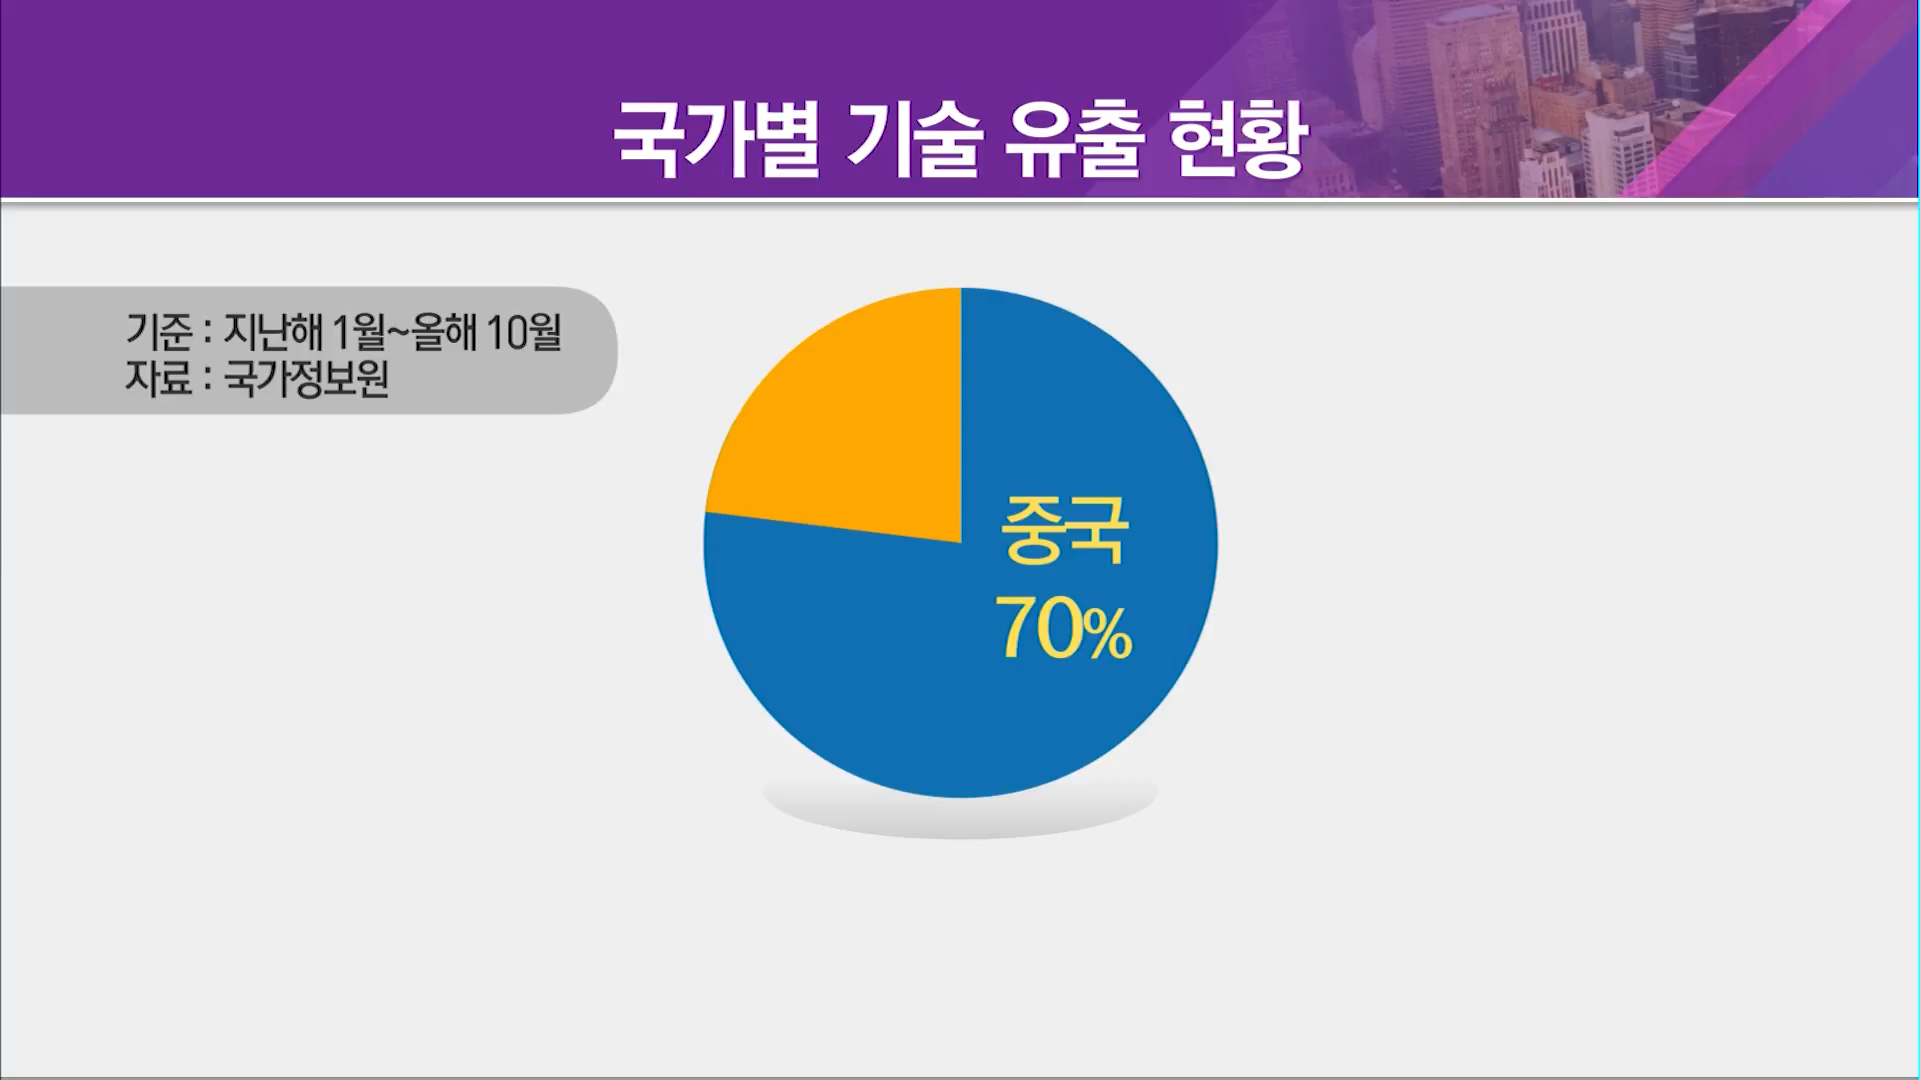 국가별 기술 유출 현황
기준 : 지난해 1월~올해 10월
자료 : 국가정보원
중국
70%